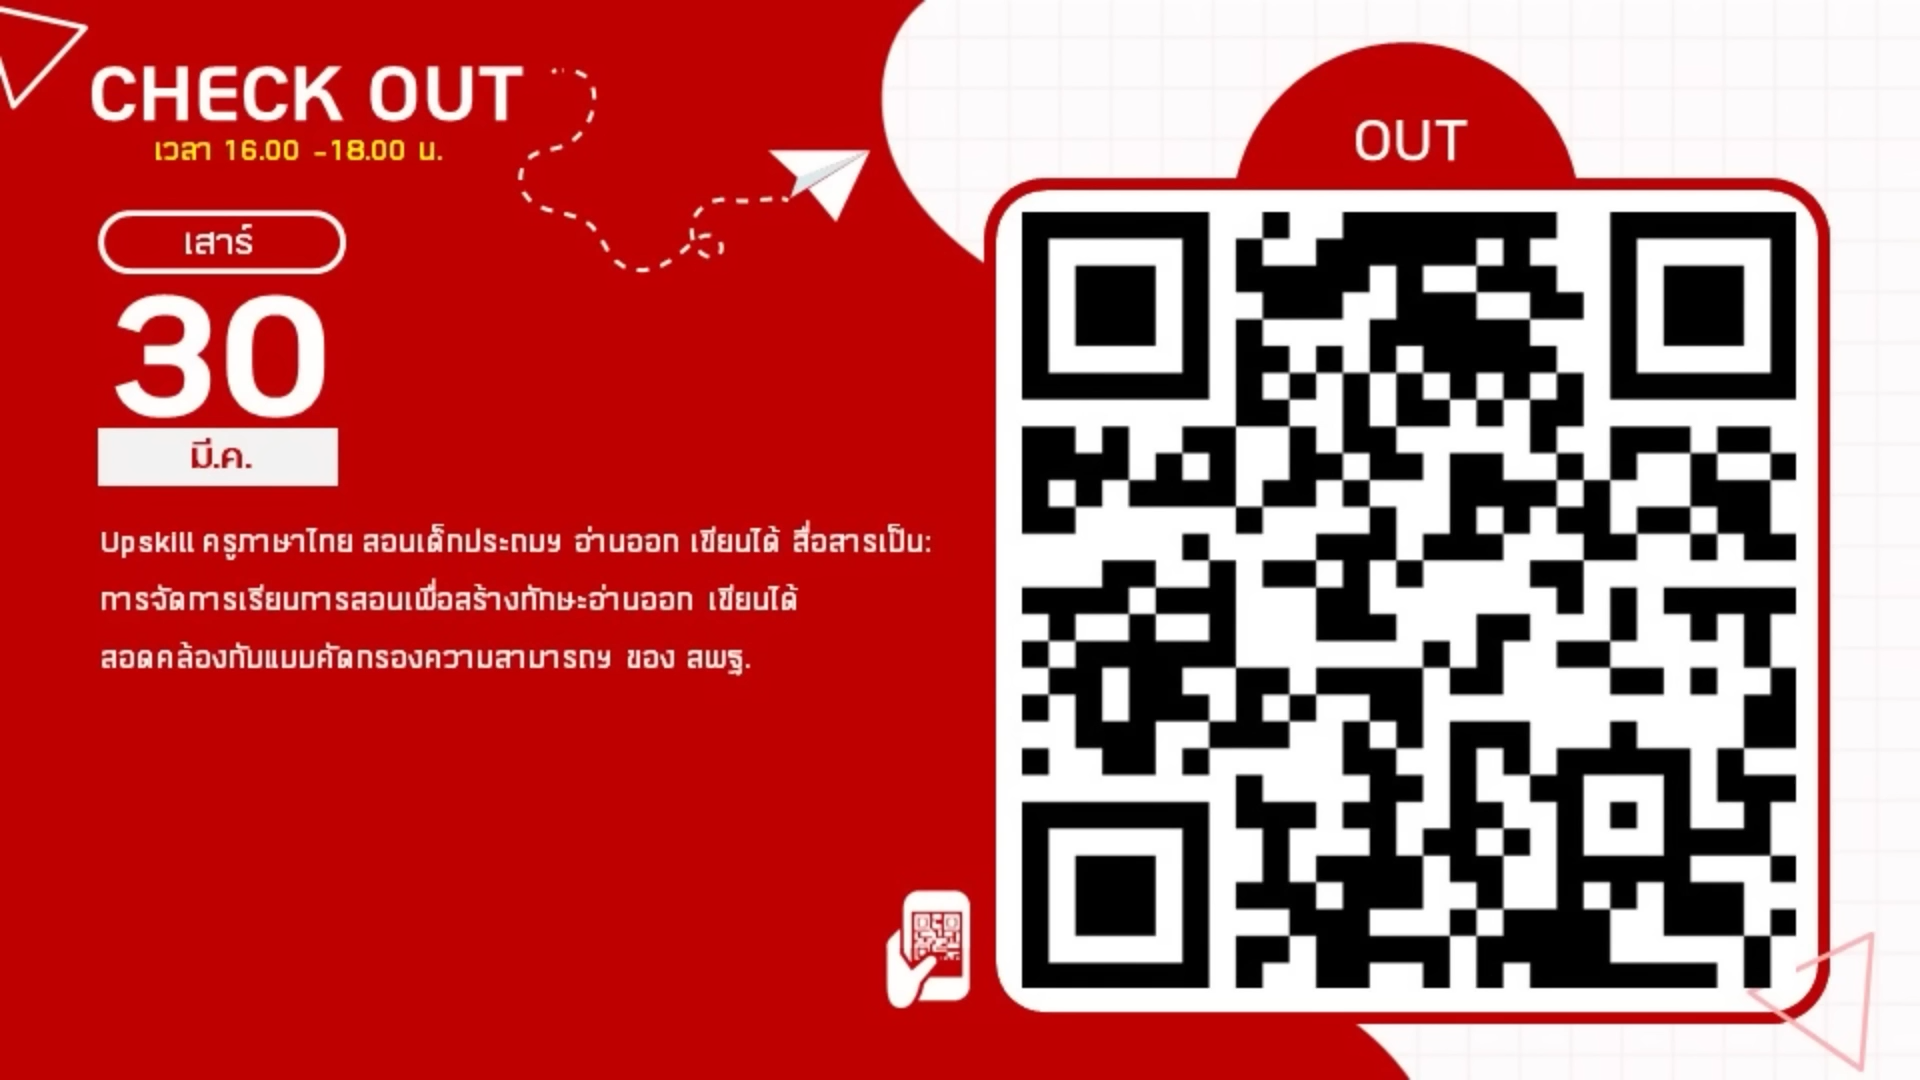 CHECK OUT
เวลา 16.00 -18.00 น.
เสาร์
30
มี.ค.
Upskill ครูภาษาไทย สอนเด็กประถมฯ อ่านออก เขียนได้ สื่อสารเป็น:
การจัดการเรียนการสอนเพื่อสร้างทักษะอ่านออก เขียนได้
สอดคล้องกับแบบคัดกรองความสามารถฯ ของ สพฐ.
OUT